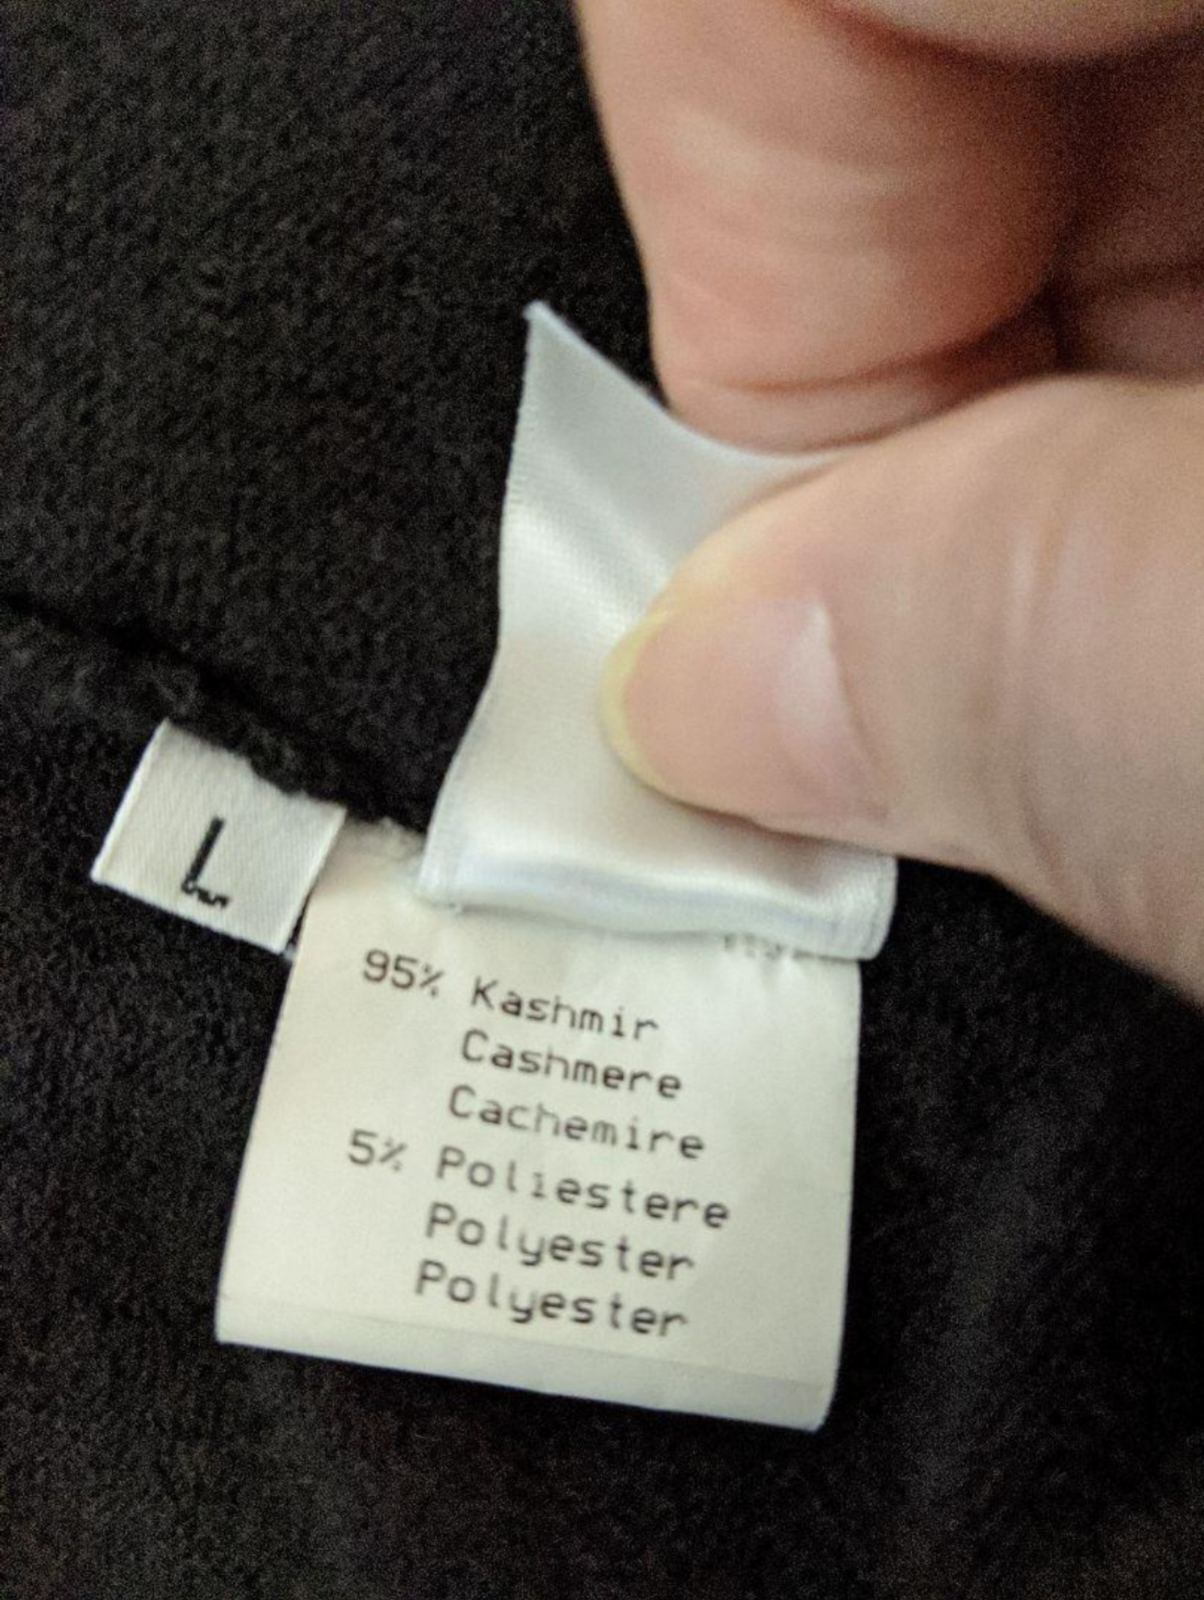 L
95% Kashmir
Cashmere
Cachemire
5% Poliestere
Polyester
Polyester